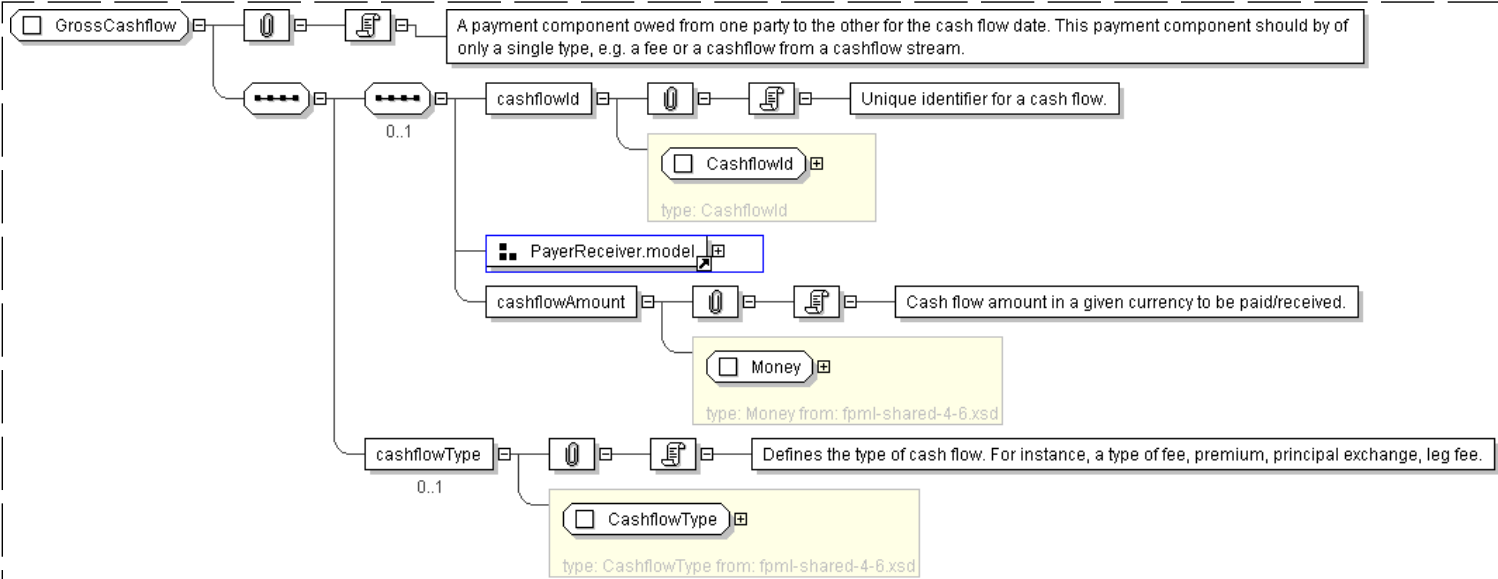 GrossCashflow
A payment component owed from one party to the other for the cash flow date. This payment component should by of
only a single type, e.g. a fee or a cashflow from a cashflow stream.
0..1
cashflowId
Unique identifier for a cash flow.
CashflowId
type: CashflowId
PayerReceiver.model
cashflowAmount
Cash flow amount in a given currency to be paid/received.
Money
type: Money from: fpml-shared-4-6.xsd
cashflowType
0..1
Defines the type of cash flow. For instance, a type of fee, premium, principal exchange, leg fee.
CashflowType
type: CashflowType from: fpml-shared-4-6.xsd